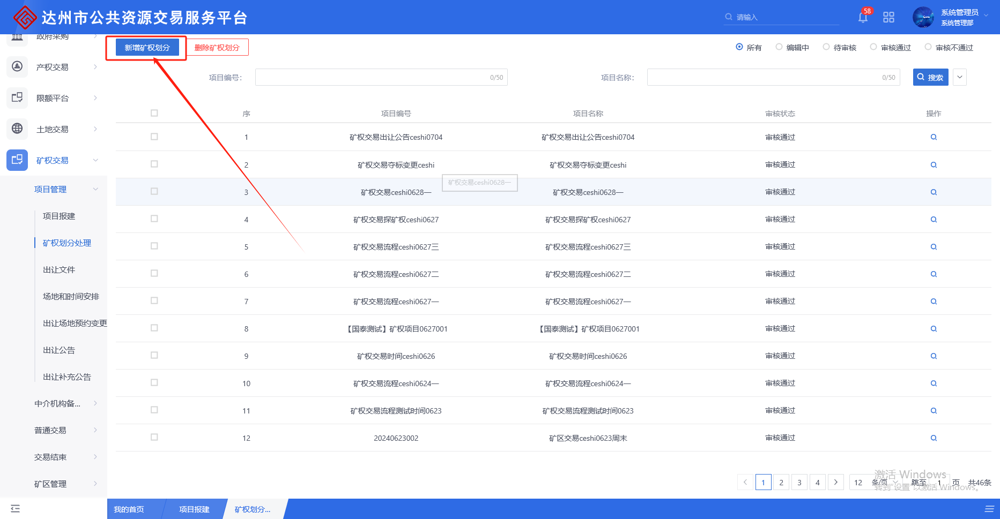 达州市公共资源交易服务平台
请输入
58
系统管理员
系统管理部
政府采购
产权交易
限额平台
土地交易
矿权交易
项目管理
项目报建
矿权划分处理
出让文件
场地和时间安排
出让场地预约变更
出让公告
出让补充公告
中介机构备...
普通交易
交易结束
矿区管理
新增矿权划分 删除矿权划分
所有 编辑中 待审核 审核通过 审核不通过
项目编号： 0/50 项目名称： 0/50 搜索
序 项目编号 项目名称 审核状态 操作
1 矿权交易出让公告ceshi0704 矿权交易出让公告ceshi0704 审核通过
2 矿权交易夺标变更ceshi 矿权交易夺标变更ceshi 审核通过
矿权交易ceshi0628一
3 矿权交易ceshi0628一 矿权交易ceshi0628一 审核通过
4 矿权交易探矿权ceshi0627 矿权交易探矿权ceshi0627 审核通过
5 矿权交易流程ceshi0627三 矿权交易流程ceshi0627三 审核通过
6 矿权交易流程ceshi0627二 矿权交易流程ceshi0627二 审核通过
7 矿权交易流程ceshi0627一 矿权交易流程ceshi0627一 审核通过
8 【国泰测试】矿权项目0627001 【国泰测试】矿权项目0627001 审核通过
9 矿权交易时间ceshi0626 矿权交易时间ceshi0626 审核通过
10 矿权交易流程ceshi0624一 矿权交易流程ceshi0624一 审核通过
11 矿权交易流程测试时间0623 矿权交易流程测试时间0623 审核通过
12 20240623002 矿区交易ceshi0623周末 审核通过
1 2 3 4 12 条/页 跳至 1 页 共46条
激活 Windows
转到"设置"以激活 Windows。
我的首页 项目报建 矿权划分...